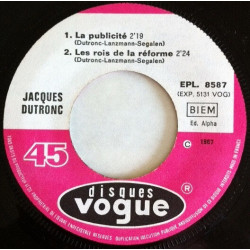 1. La publicité 2'19
Dutronc-Lanzmann-Segalen
2. Les rois de la réforme 2'24
Dutronc-Lanzmann-Segalen
EPL. 8587
(EXP. 5131 VOG)
BIEM
Ed. Alpha
JACQUES
DUTRONC
45
© 1967
disques
vogue ®